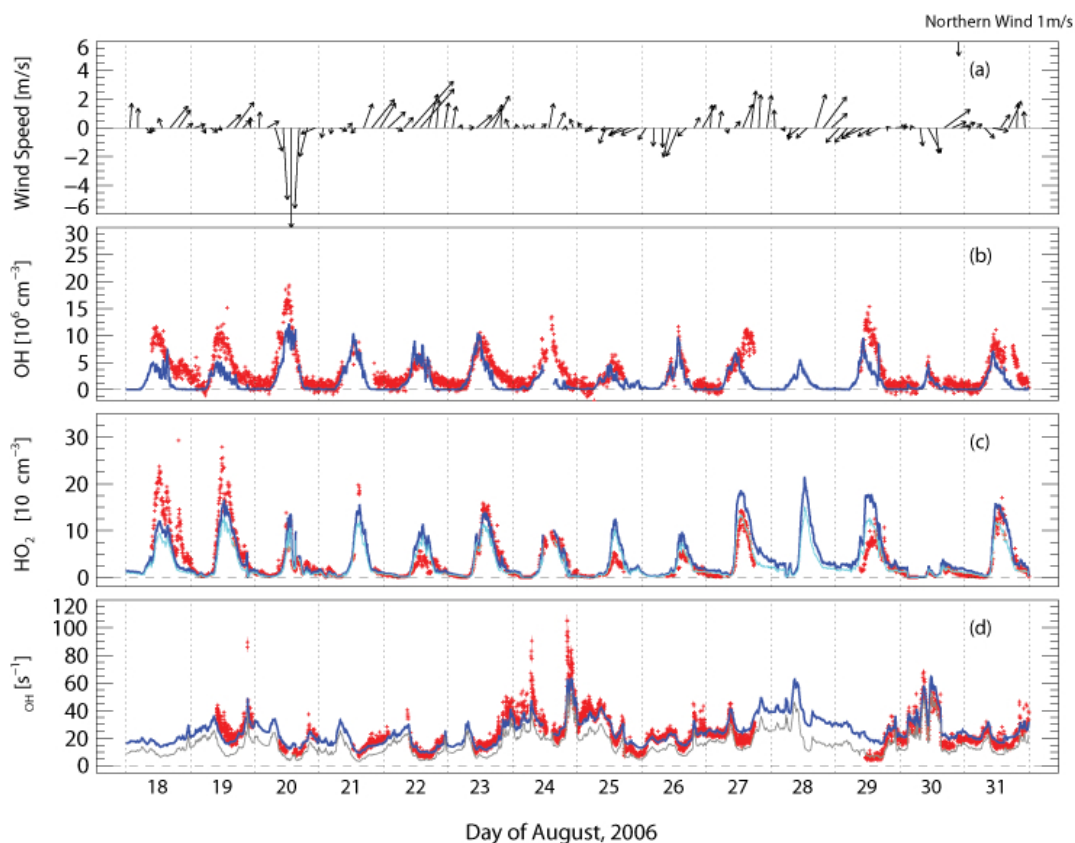 Northern Wind 1m/s
Wind Speed [m/s]
6
4
2
0
−2
−4
−6
(a)
OH [10⁶ cm⁻³]
30
25
20
15
10
5
0
(b)
HO₂ [10 cm⁻³]
30
20
10
0
(c)
OH [s⁻¹]
120
100
80
60
40
20
0
(d)
18 19 20 21 22 23 24 25 26 27 28 29 30 31
Day of August, 2006